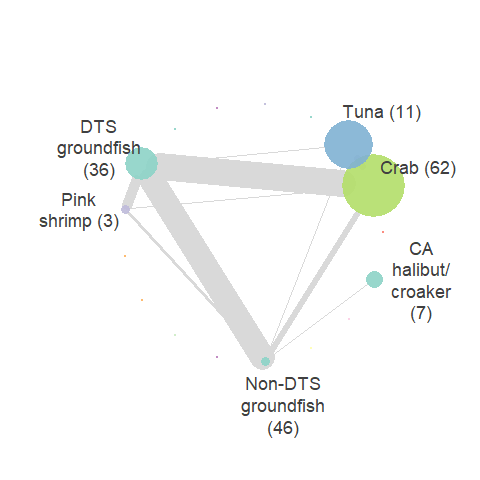 Tuna (11)
DTS
groundfish
(36)
Crab (62)
Pink
shrimp (3)
CA
halibut/
croaker
(7)
Non-DTS
groundfish
(46)